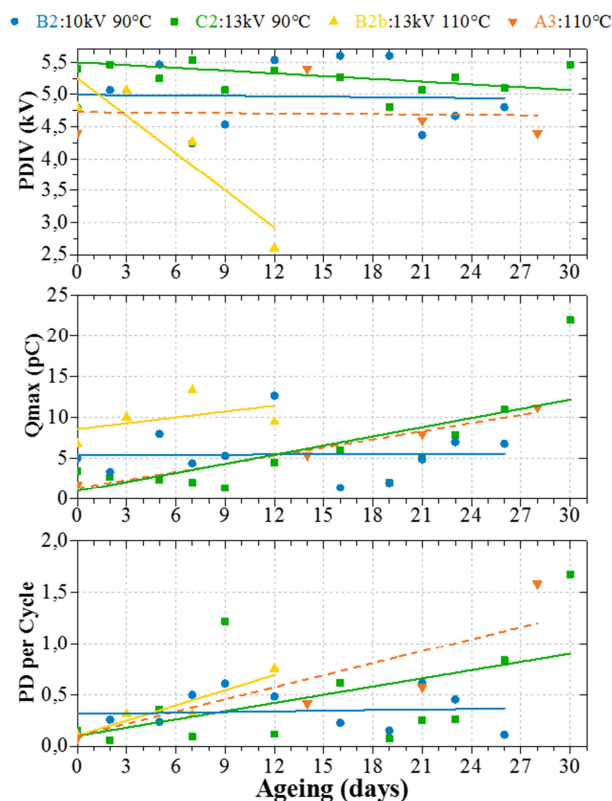 B2:10kV 90°C C2:13kV 90°C B2b:13kV 110°C A3:110°C
PDIV (kV)
5,5
5,0
4,5
4,0
3,5
3,0
2,5
0 3 6 9 12 15 18 21 24 27 30
Qmax (pC)
25
20
15
10
5
0
0 3 6 9 12 15 18 21 24 27 30
PD per Cycle
2,0
1,5
1,0
0,5
0,0
0 3 6 9 12 15 18 21 24 27 30
Ageing (days)